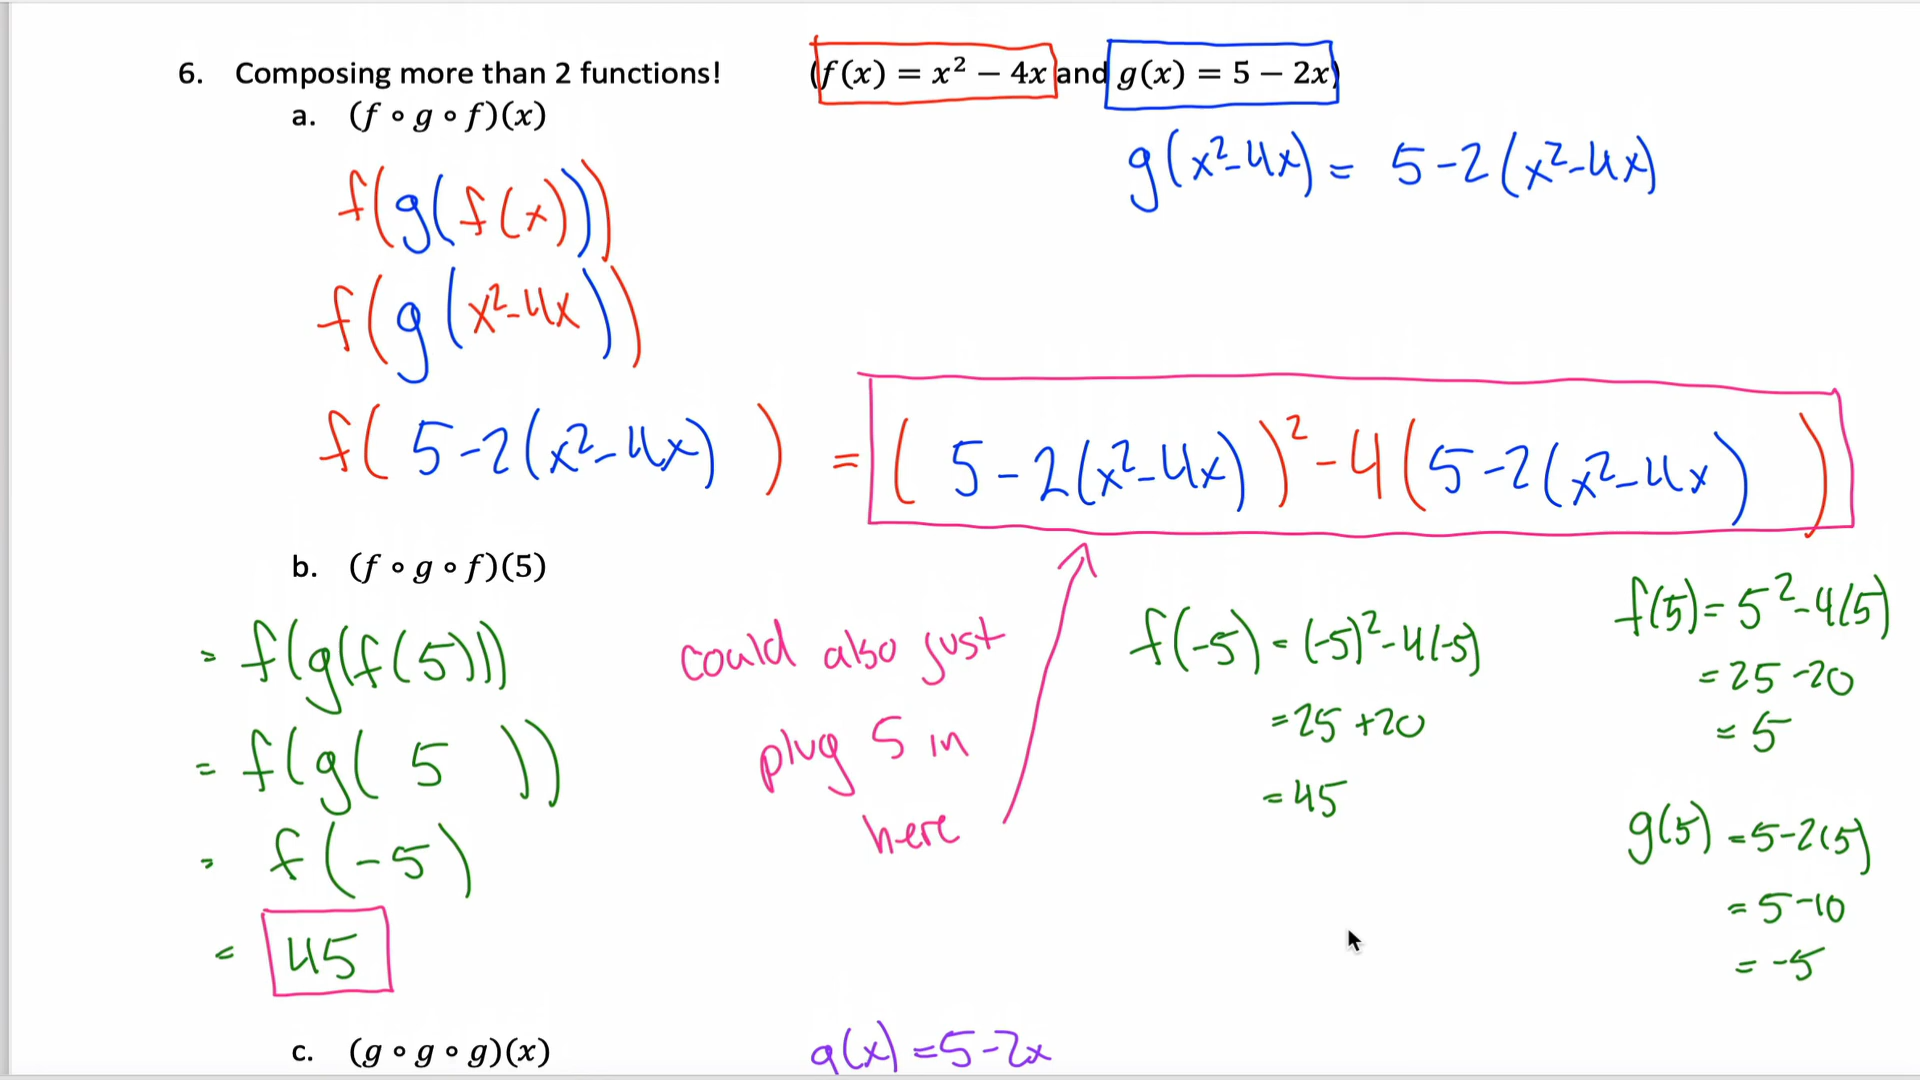 6. Composing more than 2 functions! (f(x) = x² − 4x and g(x) = 5 − 2x)
a. (f ∘ g ∘ f)(x)
g(x²-4x) = 5-2(x²-4x)
f(g(f(x)))
f(g(x²-4x))
f( 5-2(x²-4x) ) = ( 5-2(x²-4x))² - 4(5-2(x²-4x) )
b. (f ∘ g ∘ f)(5)
= f(g(f(5)))
= f(g( 5 ))
= f(-5)
= 45
could also just
plug 5 in
here
f(-5) = (-5)²-4(-5)
=25+20
=45
f(5)= 5²-4(5)
=25-20
= 5
g(5) =5-2(5)
= 5-10
= -5
c. (g ∘ g ∘ g)(x) g(x) =5-2x